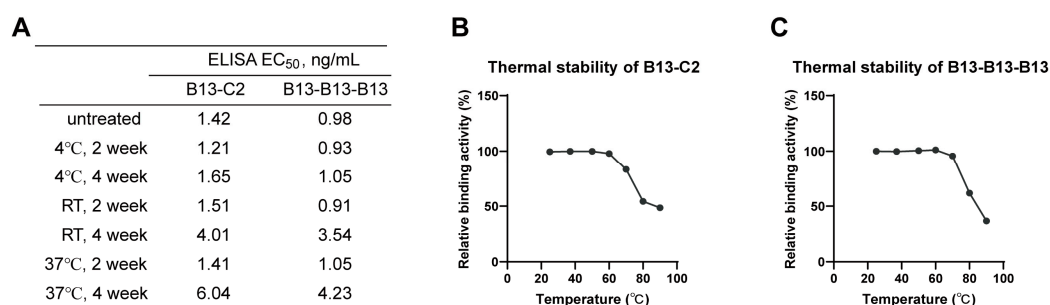 A
ELISA EC50, ng/mL
B13-C2 B13-B13-B13
untreated 1.42 0.98
4℃, 2 week 1.21 0.93
4℃, 4 week 1.65 1.05
RT, 2 week 1.51 0.91
RT, 4 week 4.01 3.54
37℃, 2 week 1.41 1.05
37℃, 4 week 6.04 4.23
B
Thermal stability of B13-C2
Relative binding activity (%)
150
100
50
0
0 20 40 60 80 100
Temperature (℃)
C
Thermal stability of B13-B13-B13
Relative binding activity (%)
150
100
50
0
0 20 40 60 80 100
Temperature (℃)